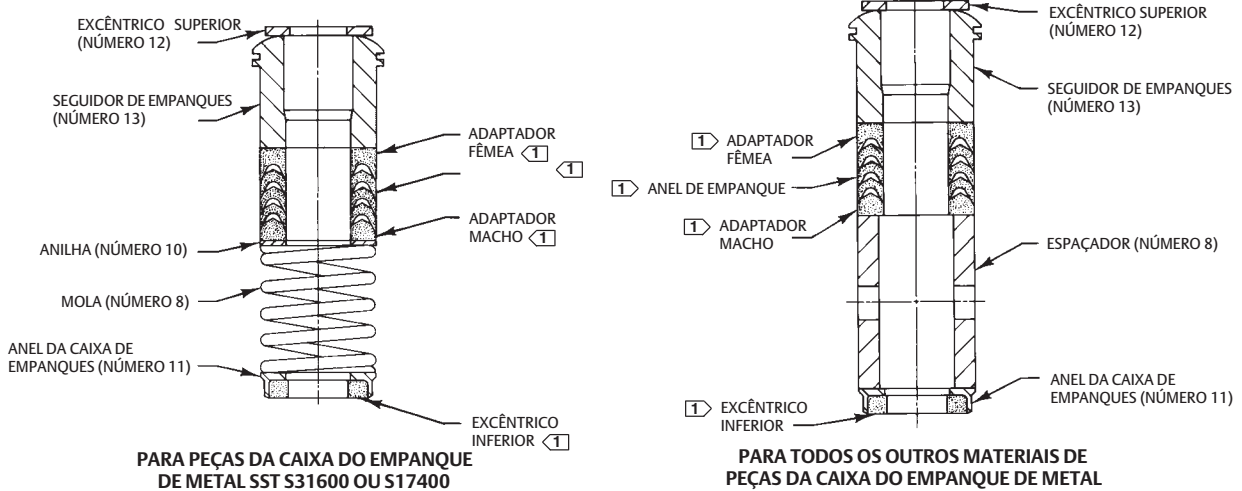 EXCÊNTRICO SUPERIOR
(NÚMERO 12)
SEGUIDOR DE EMPANQUES
(NÚMERO 13)
ADAPTADOR
FÊMEA 1
1
ADAPTADOR
MACHO 1
ANILHA (NÚMERO 10)
MOLA (NÚMERO 8)
ANEL DA CAIXA DE
EMPANQUES (NÚMERO 11)
EXCÊNTRICO
INFERIOR 1
PARA PEÇAS DA CAIXA DO EMPANQUE
DE METAL SST S31600 OU S17400
EXCÊNTRICO SUPERIOR
(NÚMERO 12)
SEGUIDOR DE EMPANQUES
(NÚMERO 13)
1 ADAPTADOR
FÊMEA
1 ANEL DE EMPANQUE
1 ADAPTADOR
MACHO
ESPAÇADOR (NÚMERO 8)
ANEL DA CAIXA DE
EMPANQUES (NÚMERO 11)
1 EXCÊNTRICO
INFERIOR
PARA TODOS OS OUTROS MATERIAIS DE
PEÇAS DA CAIXA DO EMPANQUE DE METAL